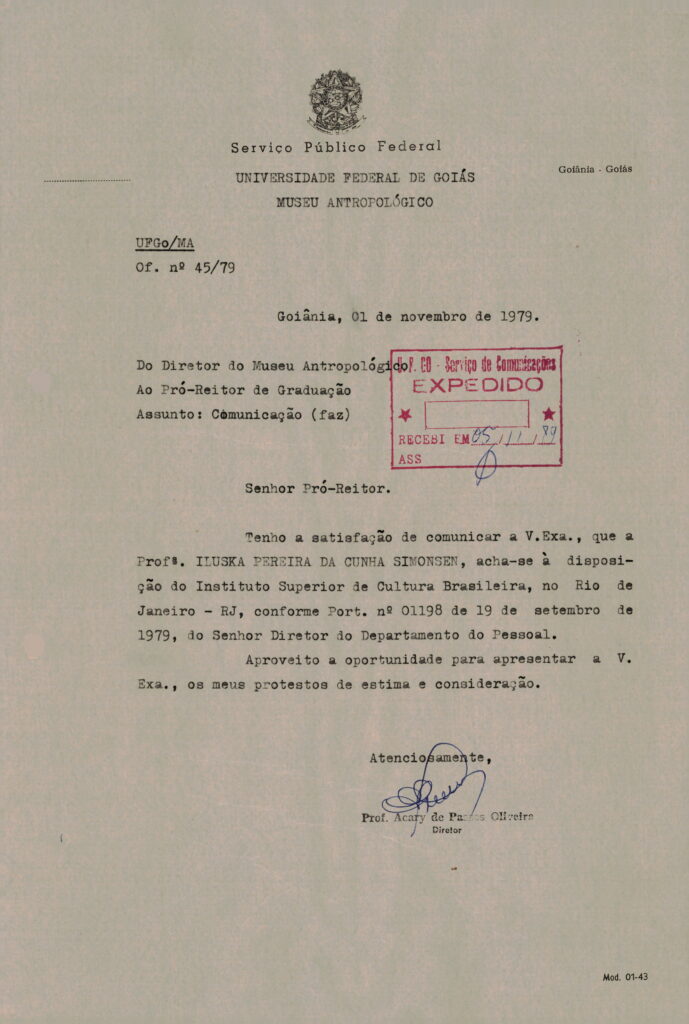 Serviço Público Federal
UNIVERSIDADE FEDERAL DE GOIÁS
Goiânia - Goiás
MUSEU ANTROPOLÓGICO
UFGo/MA
Of. nº 45/79
Goiânia, 01 de novembro de 1979.
Do Diretor do Museu Antropológico
Ao Pró-Reitor de Graduação
Assunto: Comunicação (faz)
U. F. GO - Serviço de Comunicações
EXPEDIDO
RECEBI EM 05/11/79
ASS
Senhor Pró-Reitor.
Tenho a satisfação de comunicar a V.Exa., que a
Profª. ILUSKA PEREIRA DA CUNHA SIMONSEN, acha-se à disposi-
ção do Instituto Superior de Cultura Brasileira, no Rio de
Janeiro - RJ, conforme Port. nº 01198 de 19 de setembro de
1979, do Senhor Diretor do Departamento do Pessoal.
Aproveito a oportunidade para apresentar a V.
Exa., os meus protestos de estima e consideração.
Atenciosamente,
Prof. Acary de Passos Oliveira
Diretor
Mod. 01-43